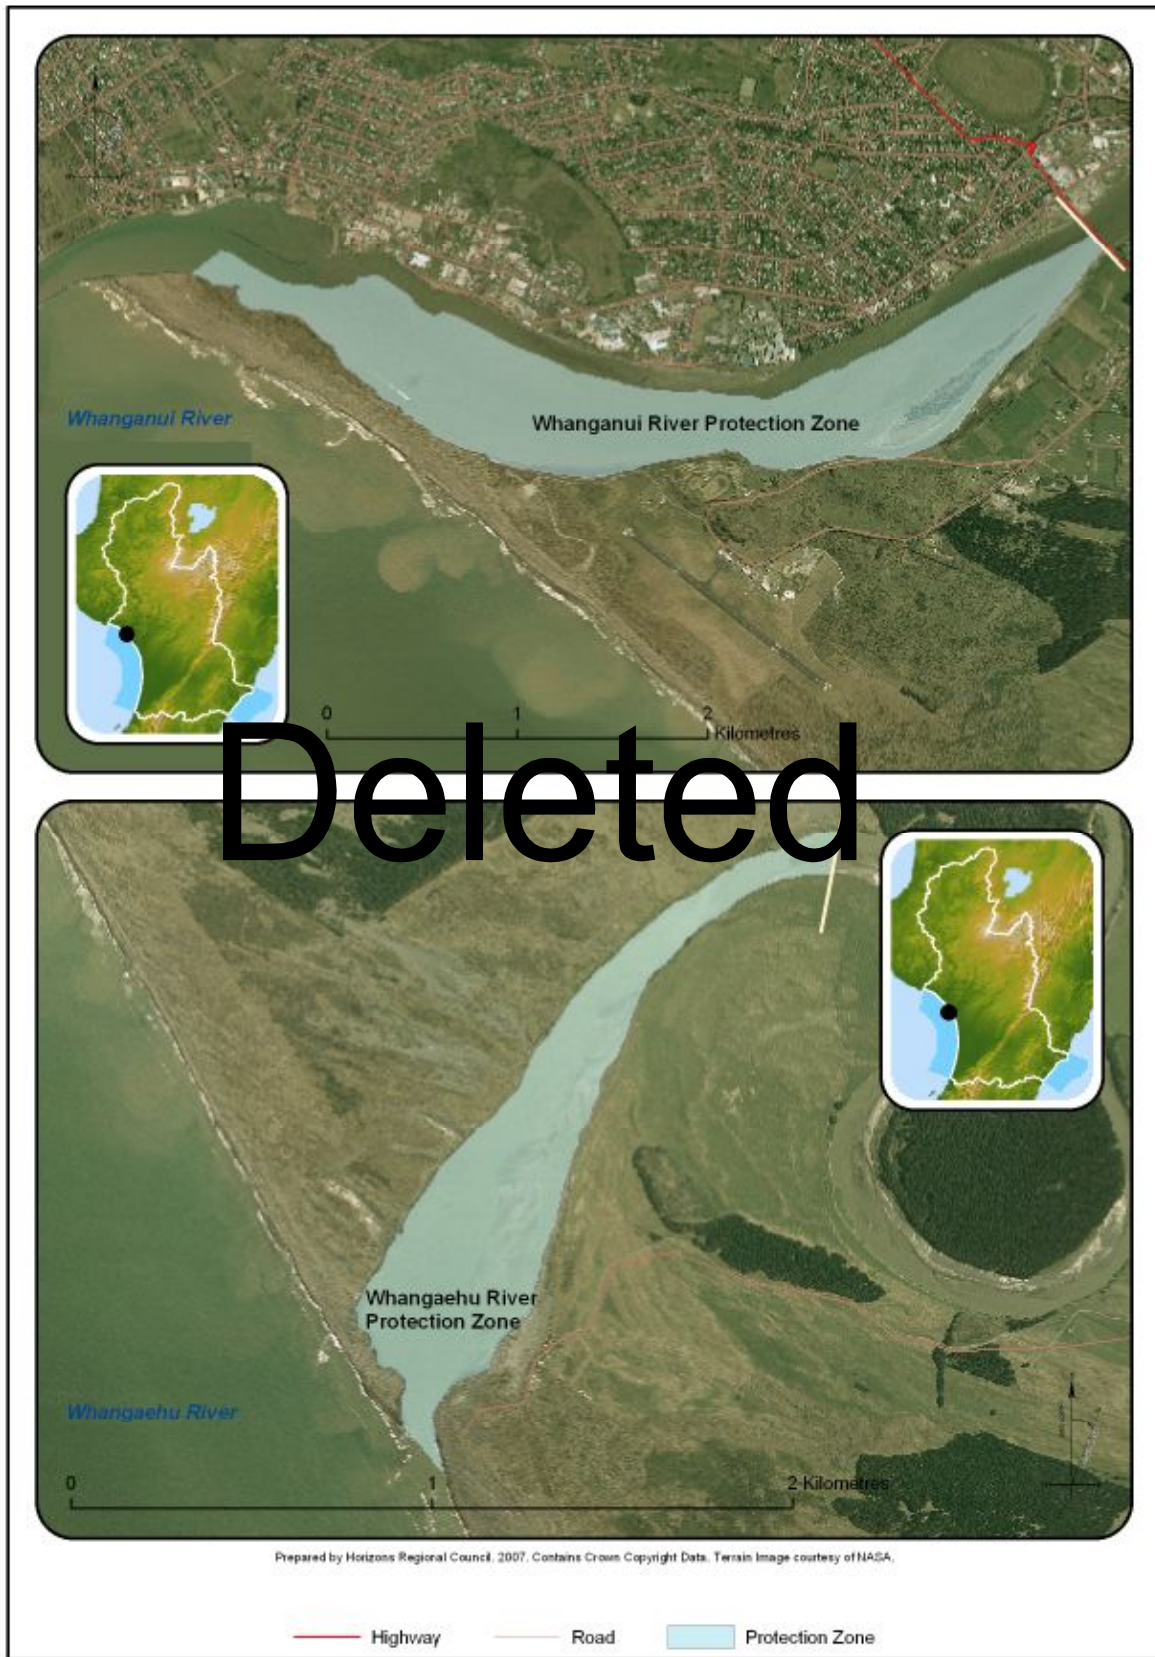 Whanganui River
Whanganui River Protection Zone
0 1 2
Kilometres
Deleted
Whangaehu River
Protection Zone
Whangaehu River
0 1 2 Kilometres
Prepared by Horizons Regional Council, 2007. Contains Crown Copyright Data. Terrain Image courtesy of NASA.
Highway Road Protection Zone